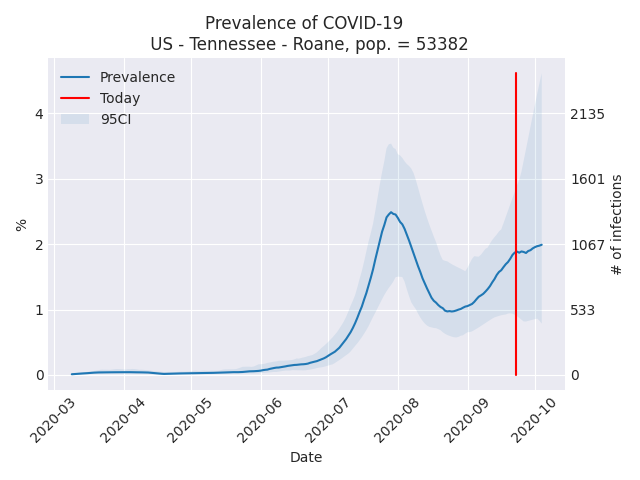 Prevalence of COVID-19
US - Tennessee - Roane, pop. = 53382
Prevalence
Today
95CI
%
4
3
2
1
0
2135
1601
1067
533
0
# of infections
2020-03
2020-04
2020-05
2020-06
2020-07
2020-08
2020-09
2020-10
Date